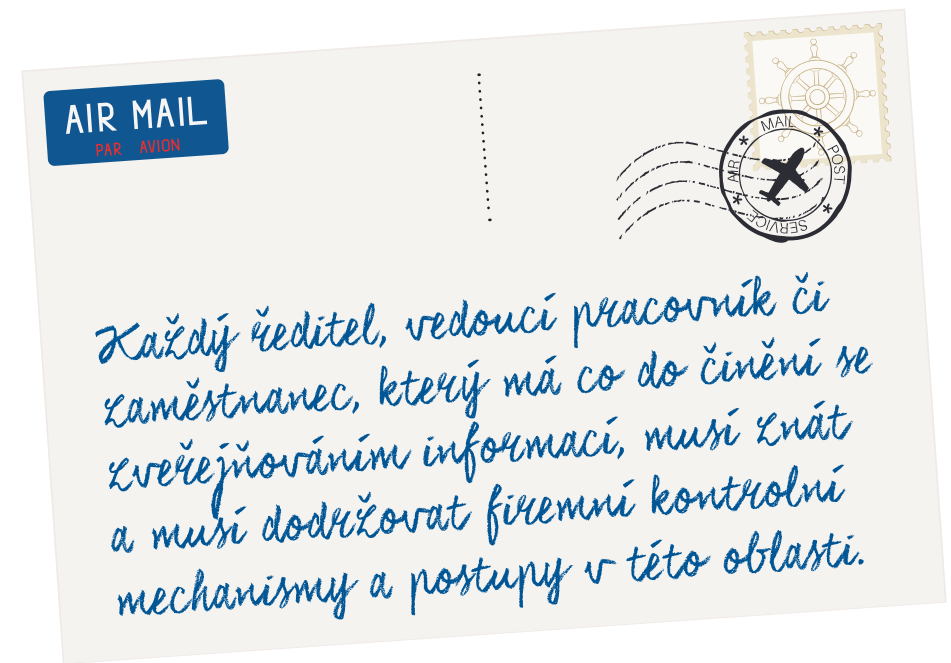 AIR MAIL
PAR AVION
AIR MAIL POST SERVICE
Každý ředitel, vedoucí pracovník či
zaměstnanec, který má co do činění se
zveřejňováním informací, musí znát
a musí dodržovat firemní kontrolní
mechanismy a postupy v této oblasti.